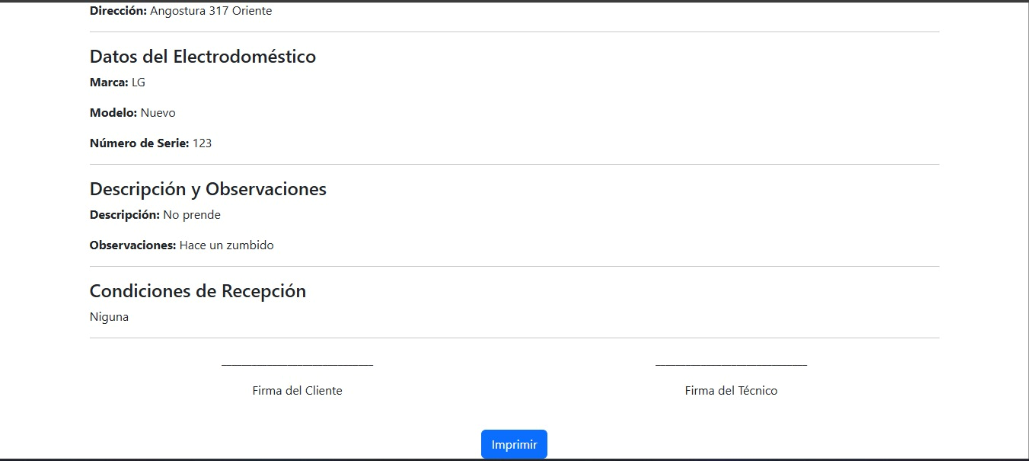 Dirección: Angostura 317 Oriente
Datos del Electrodoméstico
Marca: LG
Modelo: Nuevo
Número de Serie: 123
Descripción y Observaciones
Descripción: No prende
Observaciones: Hace un zumbido
Condiciones de Recepción
Niguna
Firma del Cliente
Firma del Técnico
Imprimir